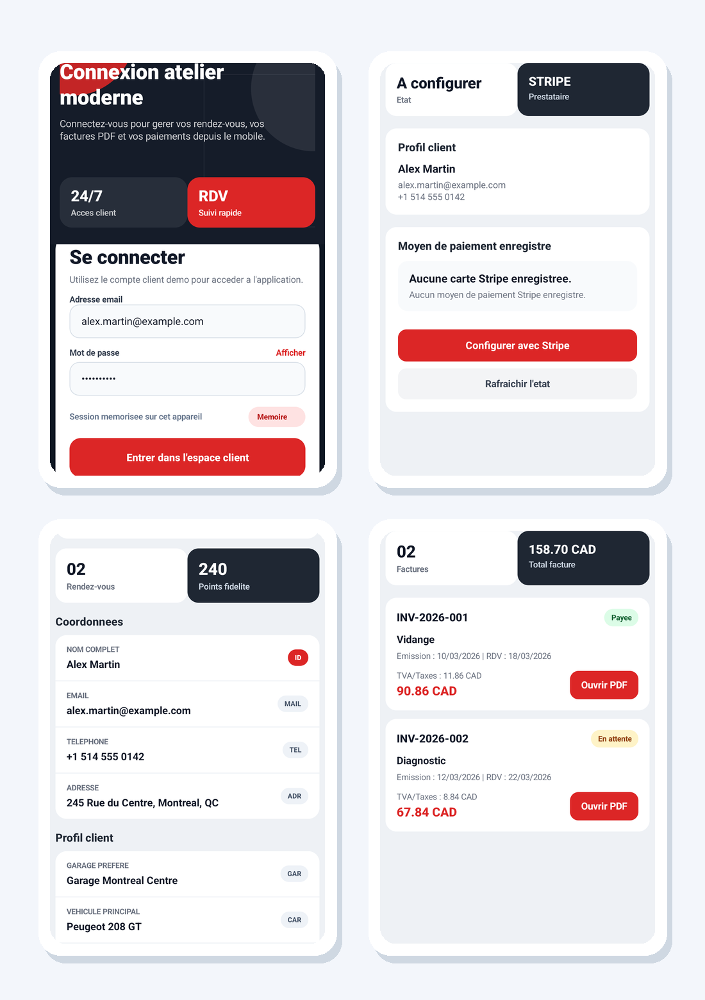 Connexion atelier
moderne
Connectez-vous pour gerer vos rendez-vous, vos
factures PDF et vos paiements depuis le mobile.
24/7
Acces client
RDV
Suivi rapide
Se connecter
Utilisez le compte client demo pour acceder a l'application.
Adresse email
alex.martin@example.com
Mot de passe
Afficher
••••••••••
Session memorisee sur cet appareil
Memoire
Entrer dans l'espace client
A configurer
Etat
STRIPE
Prestataire
Profil client
Alex Martin
alex.martin@example.com
+1 514 555 0142
Moyen de paiement enregistre
Aucune carte Stripe enregistree.
Aucun moyen de paiement Stripe enregistre.
Configurer avec Stripe
Rafraichir l'etat
02
Rendez-vous
240
Points fidelite
Coordonnees
NOM COMPLET
Alex Martin
ID
EMAIL
alex.martin@example.com
MAIL
TELEPHONE
+1 514 555 0142
TEL
ADRESSE
245 Rue du Centre, Montreal, QC
ADR
Profil client
GARAGE PREFERE
Garage Montreal Centre
GAR
VEHICULE PRINCIPAL
Peugeot 208 GT
CAR
02
Factures
158.70 CAD
Total facture
INV-2026-001
Payee
Vidange
Emission : 10/03/2026 | RDV : 18/03/2026
TVA/Taxes : 11.86 CAD
90.86 CAD
Ouvrir PDF
INV-2026-002
En attente
Diagnostic
Emission : 12/03/2026 | RDV : 22/03/2026
TVA/Taxes : 8.84 CAD
67.84 CAD
Ouvrir PDF